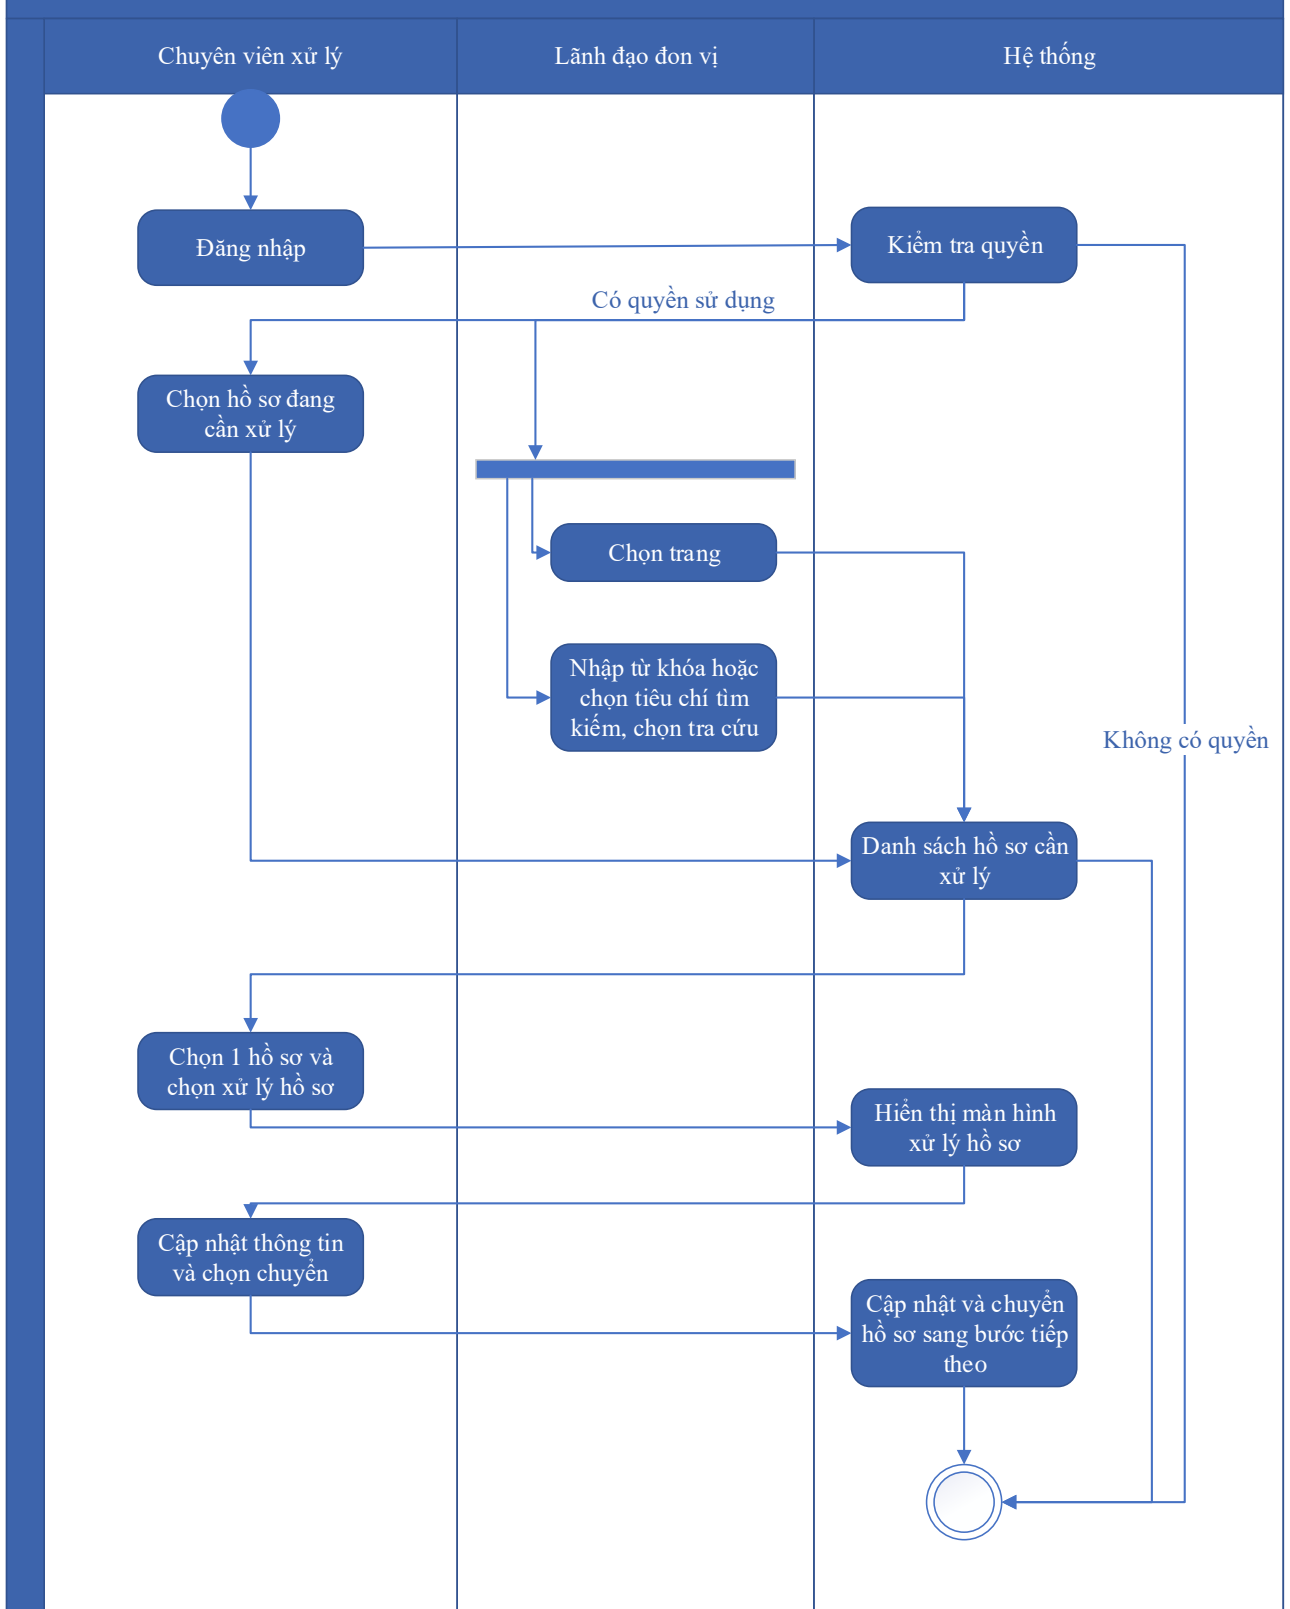 Chuyên viên xử lý
Lãnh đạo đon vị
Hệ thống
Đăng nhập
Kiểm tra quyền
Có quyền sử dụng
Chọn hồ sơ đang
cần xử lý
Chọn trang
Nhập từ khóa hoặc
chọn tiêu chí tìm
kiếm, chọn tra cứu
Không có quyền
Danh sách hồ sơ cần
xử lý
Chọn 1 hồ sơ và
chọn xử lý hồ sơ
Hiển thị màn hình
xử lý hồ sơ
Cập nhật thông tin
và chọn chuyển
Cập nhật và chuyển
hồ sơ sang bước tiếp
theo